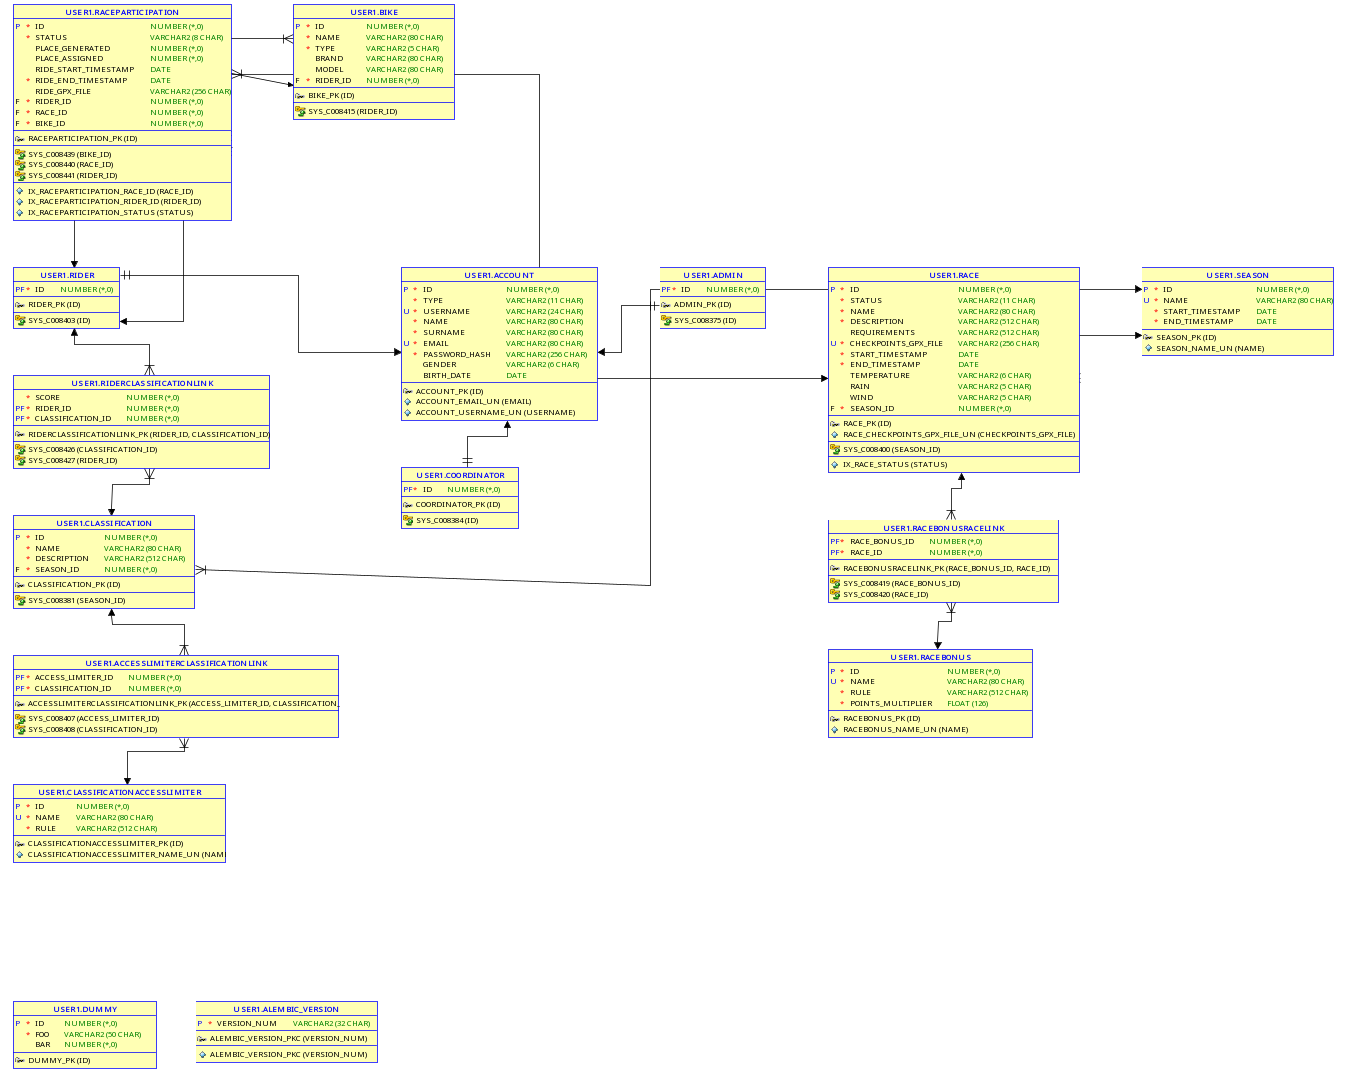 USER1.RACEPARTICIPATION
P * ID NUMBER (*,0)
* STATUS VARCHAR2 (8 CHAR)
PLACE_GENERATED NUMBER (*,0)
PLACE_ASSIGNED NUMBER (*,0)
RIDE_START_TIMESTAMP DATE
* RIDE_END_TIMESTAMP DATE
RIDE_GPX_FILE VARCHAR2 (256 CHAR)
F * RIDER_ID NUMBER (*,0)
F * RACE_ID NUMBER (*,0)
F * BIKE_ID NUMBER (*,0)
RACEPARTICIPATION_PK (ID)
SYS_C008439 (BIKE_ID)
SYS_C008440 (RACE_ID)
SYS_C008441 (RIDER_ID)
IX_RACEPARTICIPATION_RACE_ID (RACE_ID)
IX_RACEPARTICIPATION_RIDER_ID (RIDER_ID)
IX_RACEPARTICIPATION_STATUS (STATUS)
USER1.BIKE
P * ID NUMBER (*,0)
* NAME VARCHAR2 (80 CHAR)
* TYPE VARCHAR2 (5 CHAR)
BRAND VARCHAR2 (80 CHAR)
MODEL VARCHAR2 (80 CHAR)
F * RIDER_ID NUMBER (*,0)
BIKE_PK (ID)
SYS_C008415 (RIDER_ID)
USER1.RIDER
PF * ID NUMBER (*,0)
RIDER_PK (ID)
SYS_C008403 (ID)
USER1.ACCOUNT
P * ID NUMBER (*,0)
* TYPE VARCHAR2 (11 CHAR)
U * USERNAME VARCHAR2 (24 CHAR)
* NAME VARCHAR2 (80 CHAR)
* SURNAME VARCHAR2 (80 CHAR)
U * EMAIL VARCHAR2 (80 CHAR)
* PASSWORD_HASH VARCHAR2 (256 CHAR)
GENDER VARCHAR2 (6 CHAR)
BIRTH_DATE DATE
ACCOUNT_PK (ID)
ACCOUNT_EMAIL_UN (EMAIL)
ACCOUNT_USERNAME_UN (USERNAME)
USER1.ADMIN
PF * ID NUMBER (*,0)
ADMIN_PK (ID)
SYS_C008375 (ID)
USER1.RACE
P * ID NUMBER (*,0)
* STATUS VARCHAR2 (11 CHAR)
* NAME VARCHAR2 (80 CHAR)
* DESCRIPTION VARCHAR2 (512 CHAR)
REQUIREMENTS VARCHAR2 (512 CHAR)
U * CHECKPOINTS_GPX_FILE VARCHAR2 (256 CHAR)
* START_TIMESTAMP DATE
* END_TIMESTAMP DATE
TEMPERATURE VARCHAR2 (6 CHAR)
RAIN VARCHAR2 (5 CHAR)
WIND VARCHAR2 (5 CHAR)
F * SEASON_ID NUMBER (*,0)
RACE_PK (ID)
RACE_CHECKPOINTS_GPX_FILE_UN (CHECKPOINTS_GPX_FILE)
SYS_C008400 (SEASON_ID)
IX_RACE_STATUS (STATUS)
USER1.SEASON
P * ID NUMBER (*,0)
U * NAME VARCHAR2 (80 CHAR)
* START_TIMESTAMP DATE
* END_TIMESTAMP DATE
SEASON_PK (ID)
SEASON_NAME_UN (NAME)
USER1.RIDERCLASSIFICATIONLINK
* SCORE NUMBER (*,0)
PF * RIDER_ID NUMBER (*,0)
PF * CLASSIFICATION_ID NUMBER (*,0)
RIDERCLASSIFICATIONLINK_PK (RIDER_ID, CLASSIFICATION_ID)
SYS_C008426 (CLASSIFICATION_ID)
SYS_C008427 (RIDER_ID)
USER1.COORDINATOR
PF * ID NUMBER (*,0)
COORDINATOR_PK (ID)
SYS_C008384 (ID)
USER1.CLASSIFICATION
P * ID NUMBER (*,0)
* NAME VARCHAR2 (80 CHAR)
* DESCRIPTION VARCHAR2 (512 CHAR)
F * SEASON_ID NUMBER (*,0)
CLASSIFICATION_PK (ID)
SYS_C008381 (SEASON_ID)
USER1.RACEBONUSRACELINK
PF * RACE_BONUS_ID NUMBER (*,0)
PF * RACE_ID NUMBER (*,0)
RACEBONUSRACELINK_PK (RACE_BONUS_ID, RACE_ID)
SYS_C008419 (RACE_BONUS_ID)
SYS_C008420 (RACE_ID)
USER1.ACCESSLIMITERCLASSIFICATIONLINK
PF * ACCESS_LIMITER_ID NUMBER (*,0)
PF * CLASSIFICATION_ID NUMBER (*,0)
ACCESSLIMITERCLASSIFICATIONLINK_PK (ACCESS_LIMITER_ID, CLASSIFICATION_
SYS_C008407 (ACCESS_LIMITER_ID)
SYS_C008408 (CLASSIFICATION_ID)
USER1.RACEBONUS
P * ID NUMBER (*,0)
U * NAME VARCHAR2 (80 CHAR)
* RULE VARCHAR2 (512 CHAR)
* POINTS_MULTIPLIER FLOAT (126)
RACEBONUS_PK (ID)
RACEBONUS_NAME_UN (NAME)
USER1.CLASSIFICATIONACCESSLIMITER
P * ID NUMBER (*,0)
U * NAME VARCHAR2 (80 CHAR)
* RULE VARCHAR2 (512 CHAR)
CLASSIFICATIONACCESSLIMITER_PK (ID)
CLASSIFICATIONACCESSLIMITER_NAME_UN (NAM
USER1.DUMMY
P * ID NUMBER (*,0)
* FOO VARCHAR2 (50 CHAR)
BAR NUMBER (*,0)
DUMMY_PK (ID)
USER1.ALEMBIC_VERSION
P * VERSION_NUM VARCHAR2 (32 CHAR)
ALEMBIC_VERSION_PKC (VERSION_NUM)
ALEMBIC_VERSION_PKC (VERSION_NUM)